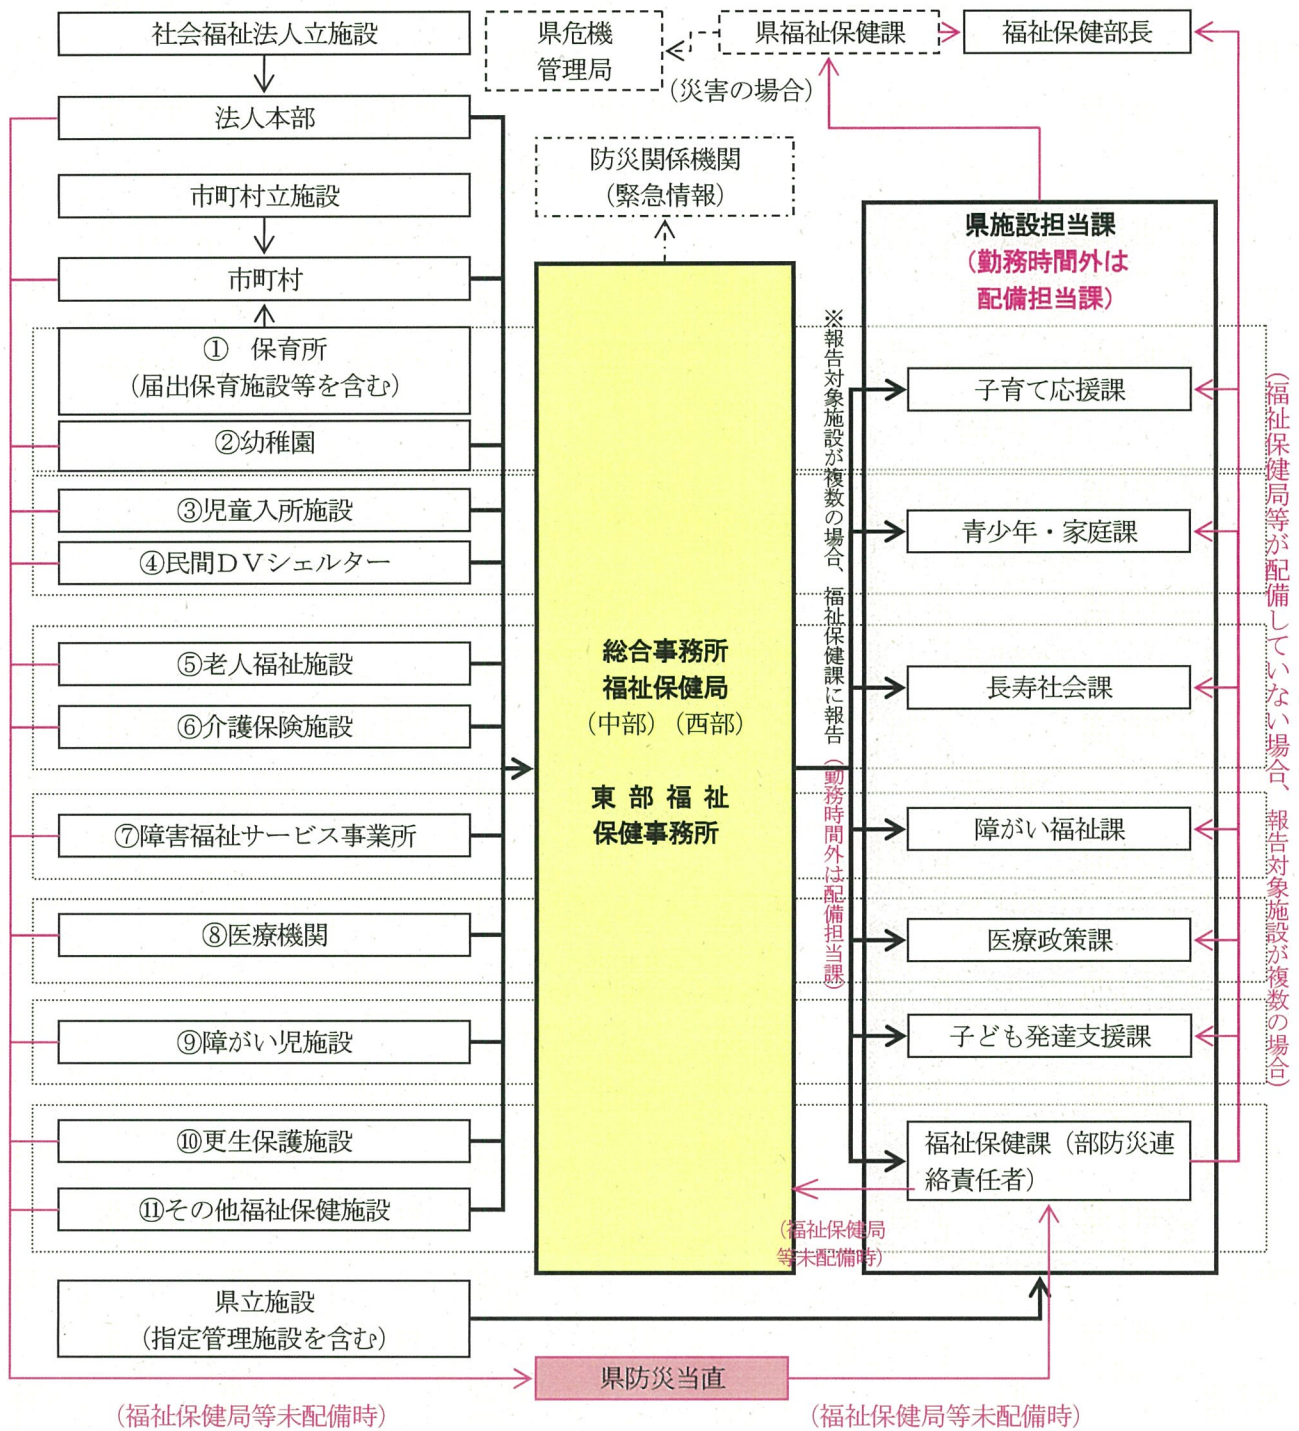 社会福祉法人立施設
法人本部
市町村立施設
市町村
① 保育所
（届出保育施設等を含む）
②幼稚園
③児童入所施設
④民間ＤＶシェルター
⑤老人福祉施設
⑥介護保険施設
⑦障害福祉サービス事業所
⑧医療機関
⑨障がい児施設
⑩更生保護施設
⑪その他福祉保健施設
県立施設
（指定管理施設を含む）
（福祉保健局等未配備時）
県危機
管理局
県福祉保健課
（災害の場合）
福祉保健部長
防災関係機関
（緊急情報）
総合事務所
福祉保健局
（中部）（西部）
東部福祉
保健事務所
※報告対象施設が複数の場合、福祉保健課に報告（勤務時間外は配備担当課）
県施設担当課
（勤務時間外は
配備担当課）
子育て応援課
青少年・家庭課
長寿社会課
障がい福祉課
医療政策課
子ども発達支援課
福祉保健課（部防災連
絡責任者）
（福祉保健局
等未配備時）
（福祉保健局等が配備していない場合、報告対象施設が複数の場合）
県防災当直
（福祉保健局等未配備時）